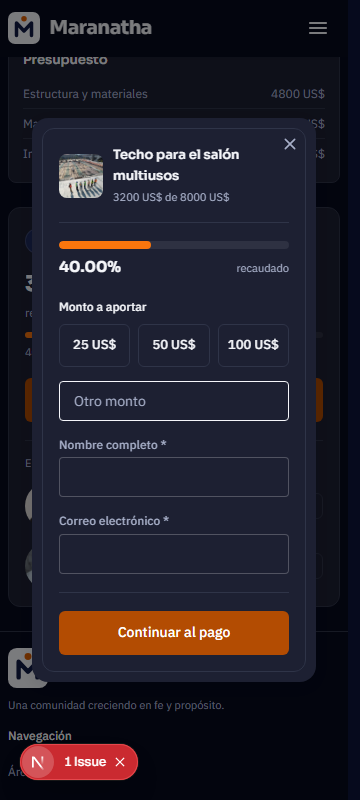 Maranatha
Presupuesto
Estructura y materiales 4800 US$
Techo para el salón
multiusos
3200 US$ de 8000 US$
40.00%
recaudado
Monto a aportar
25 US$
50 US$
100 US$
Otro monto
Nombre completo *
Correo electrónico *
Continuar al pago
Una comunidad creciendo en fe y propósito.
Navegación
N 1 Issue